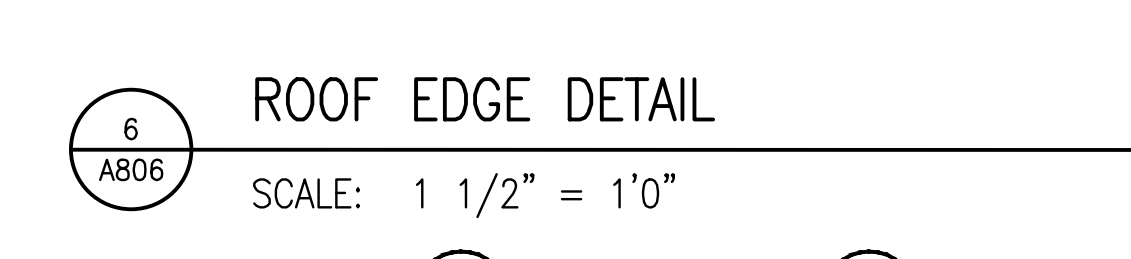 ROOF EDGE DETAIL
6
A806
SCALE: 1 1/2” = 1’0”